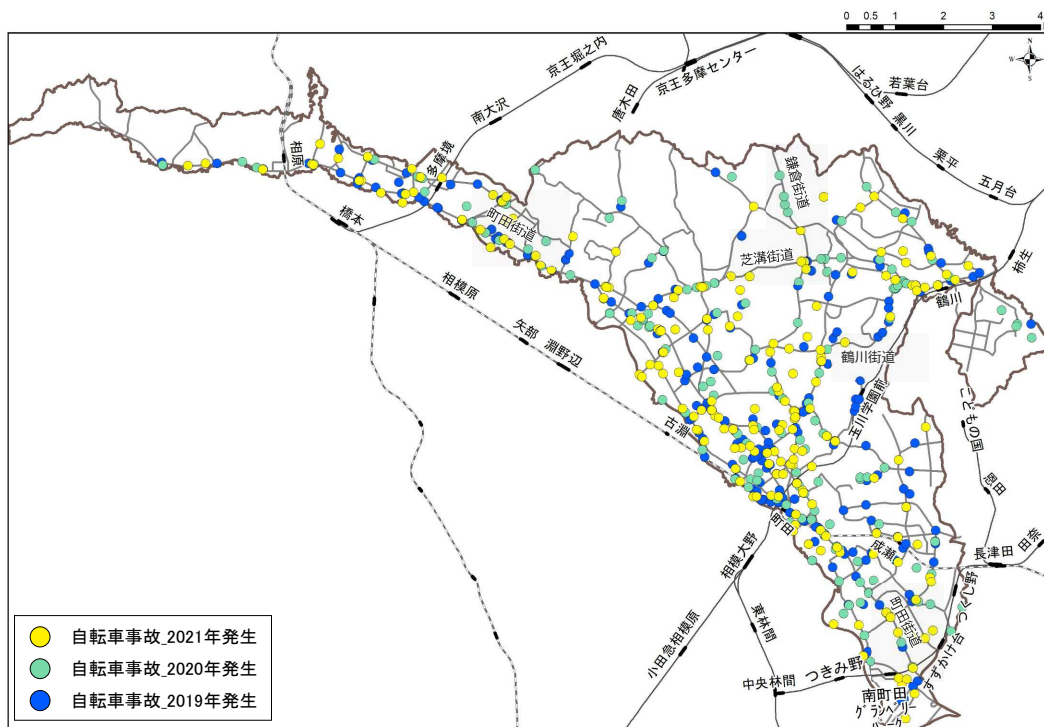 0 0.5 1 2 3 4
N
W E
S
京王堀之内
京王多摩センター
唐木田
はるひ野
若葉台
黒川
栗平
五月台
柿生
南大沢
多摩境
相原
橋本
町田街道
鎌倉街道
芝溝街道
鶴川
鶴川街道
相模原
矢部
淵野辺
古淵
玉川学園前
こどもの国
恩田
田奈
長津田
町田
成瀬
相模大野
小田急相模原
東林間
中央林間
つきみ野
町田街道
つくし野
すずかけ台
南町田
グランベリー
自転車事故_2021年発生
自転車事故_2020年発生
自転車事故_2019年発生